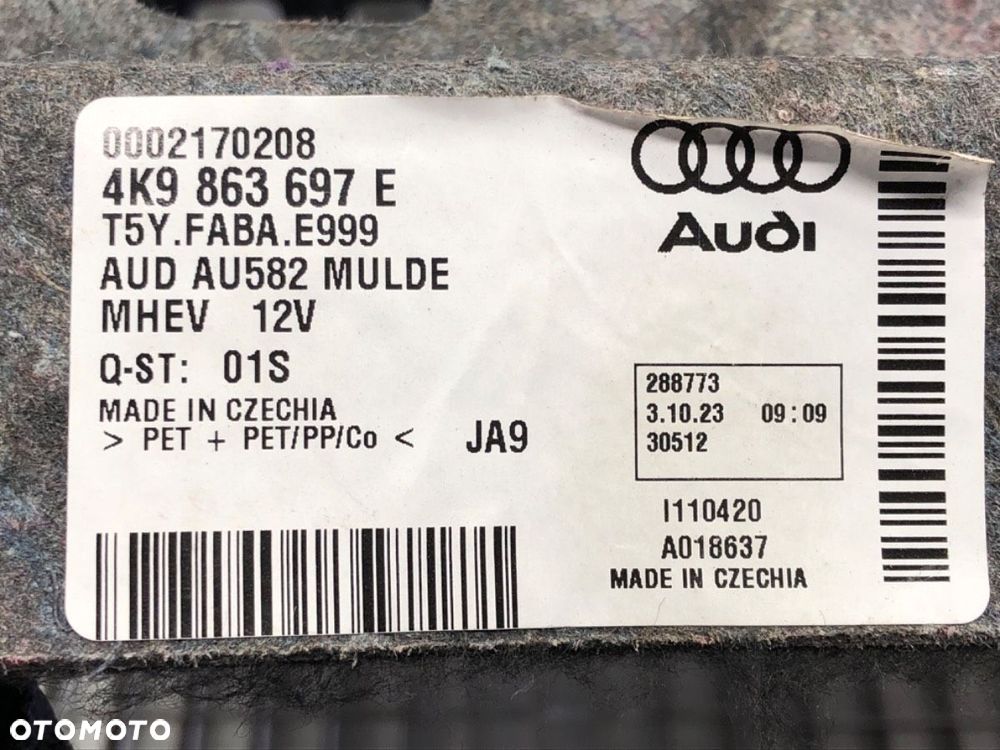 0002170208
4K9 863 697 E
T5Y.FABA.E999
AUD AU582 MULDE
MHEV 12V
Q-ST: 01S
MADE IN CZECHIA
> PET + PET/PP/Co < JA9
Audi
288773
3.10.23 09:09
30512
I110420
A018637
MADE IN CZECHIA
OTOMOTO